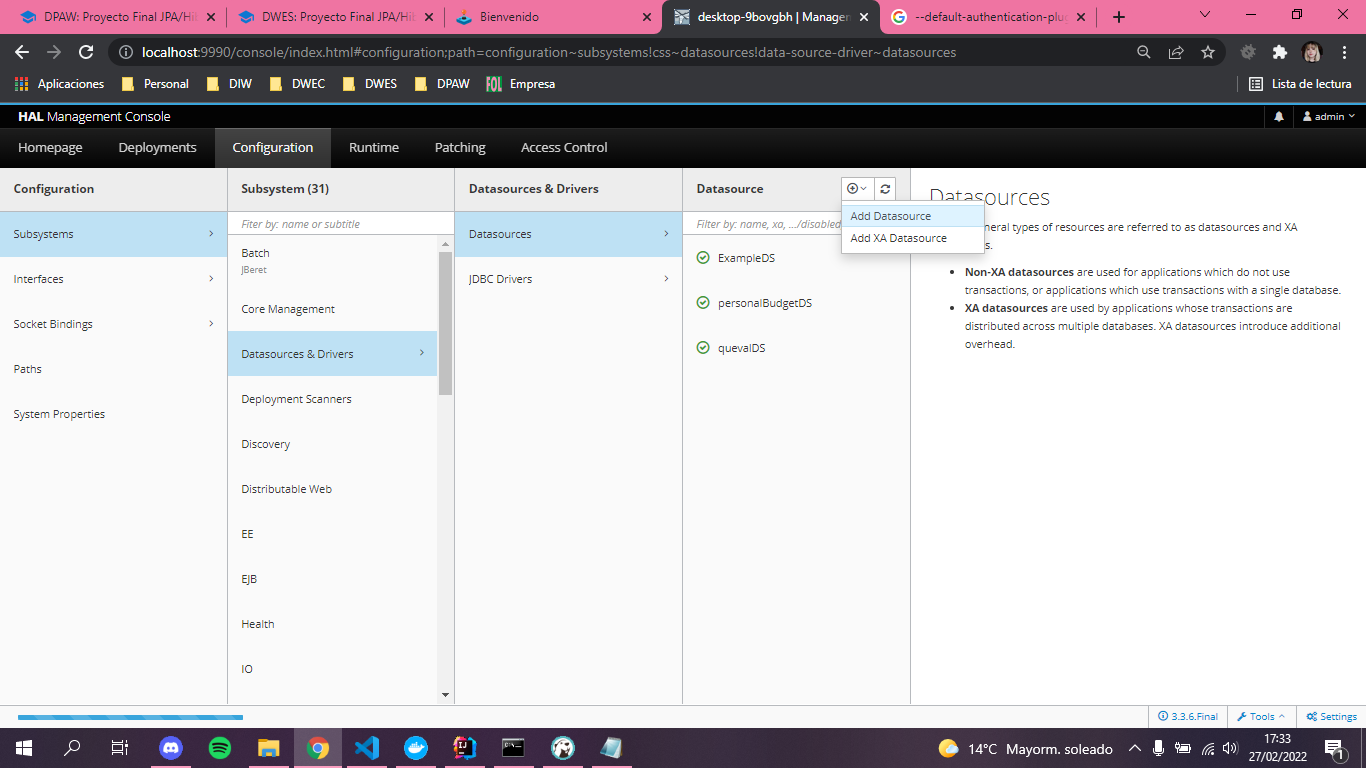 DPAW: Proyecto Final JPA/Hil
DWES: Proyecto Final JPA/Hil
Bienvenido
desktop-9bovgbh | Managem
--default-authentication-plug
localhost:9990/console/index.html#configuration;path=configuration~subsystems!css~datasources!data-source-driver~datasources
Aplicaciones
Personal
DIW
DWEC
DWES
DPAW
FOL
Empresa
Lista de lectura
HAL Management Console
admin
Homepage
Deployments
Configuration
Runtime
Patching
Access Control
Configuration
Subsystems
Interfaces
Socket Bindings
Paths
System Properties
Subsystem (31)
Fiter by: name or subtitle
Batch
JBeret
Core Management
Datasources & Drivers
Deployment Scanners
Discovery
Distributable Web
EE
EJB
Health
IO
Datasources & Drivers
Datasources
JDBC Drivers
Datasource
Filter by: name, xa, .../disabled
Add Datasource
Add XA Datasource
ExampleDS
personalBudgetDS
quevalDS
Datasources
neral types of resources are referred to as datasources and XA
s.
Non-XA datasources are used for applications which do not use
transactions, or applications which use transactions with a single database.
XA datasources are used by applications whose transactions are
distributed across multiple databases. XA datasources introduce additional
overhead.
3.3.6.Final
Tools
Settings
14°C Mayorm. soleado
17:33
27/02/2022
1